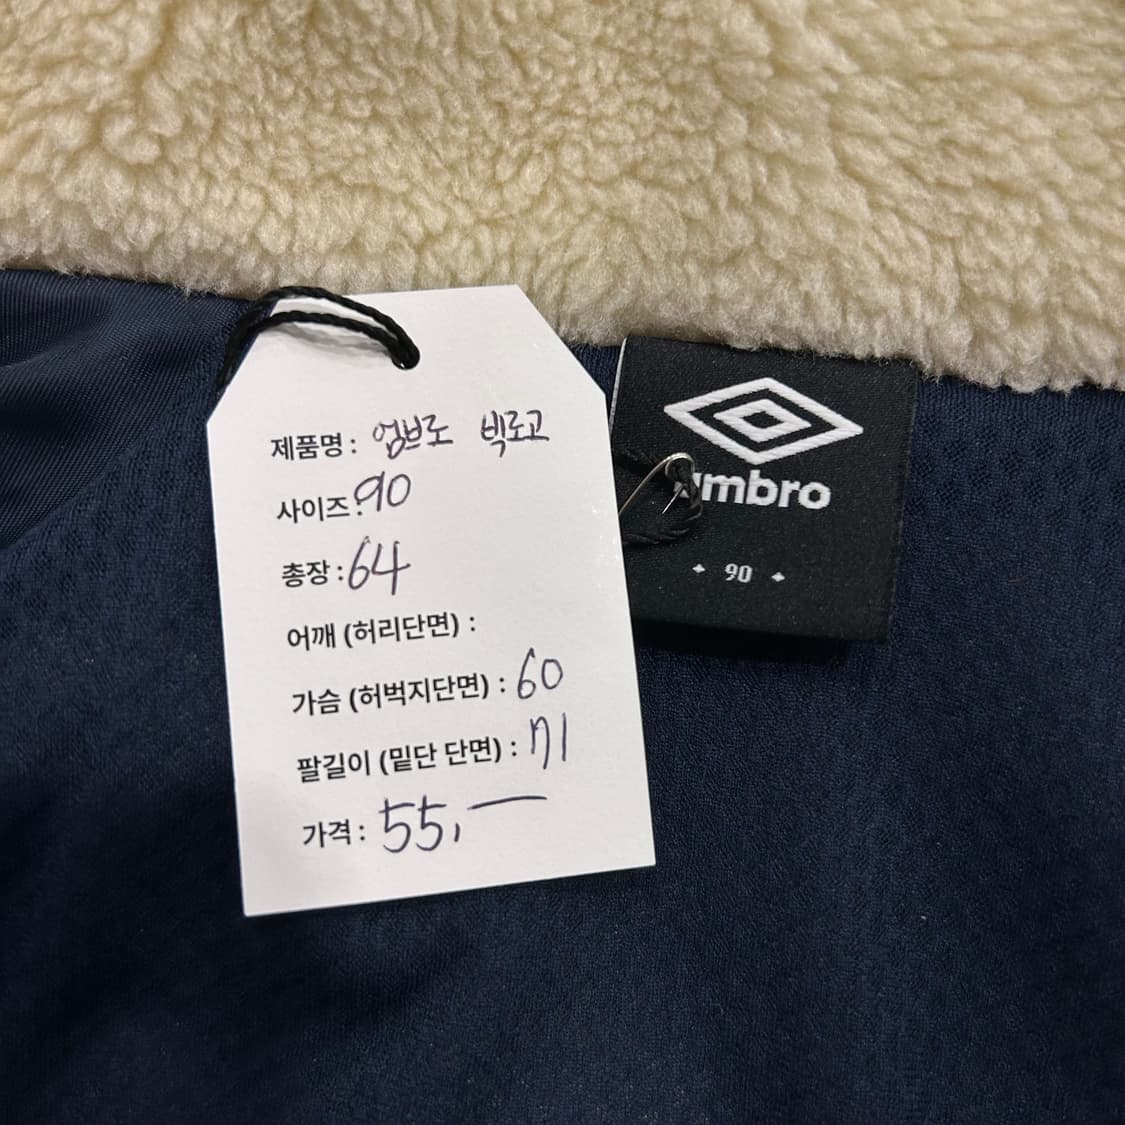 제품명 : 엄브로 빅로고
사이즈 : 90
총장 : 64
어깨 (허리단면) :
가슴 (허벅지단면) : 60
팔길이 (밑단 단면) : 71
가격 : 55,—
umbro
90